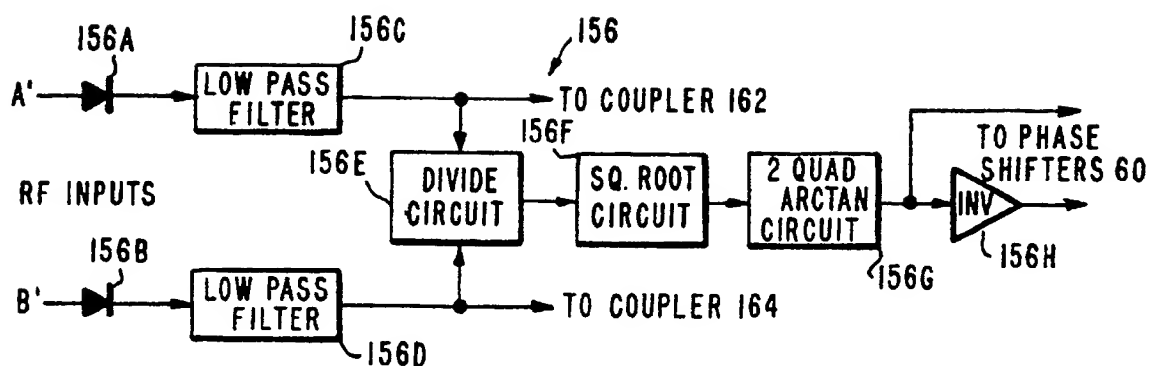 156A
156C
156
A'
LOW PASS
FILTER
TO COUPLER 162
156F
156E
RF INPUTS
DIVIDE
CIRCUIT
SQ. ROOT
CIRCUIT
2 QUAD
ARCTAN
CIRCUIT
TO PHASE
SHIFTERS 60
INV
156H
156G
156B
B'
LOW PASS
FILTER
TO COUPLER 164
156D